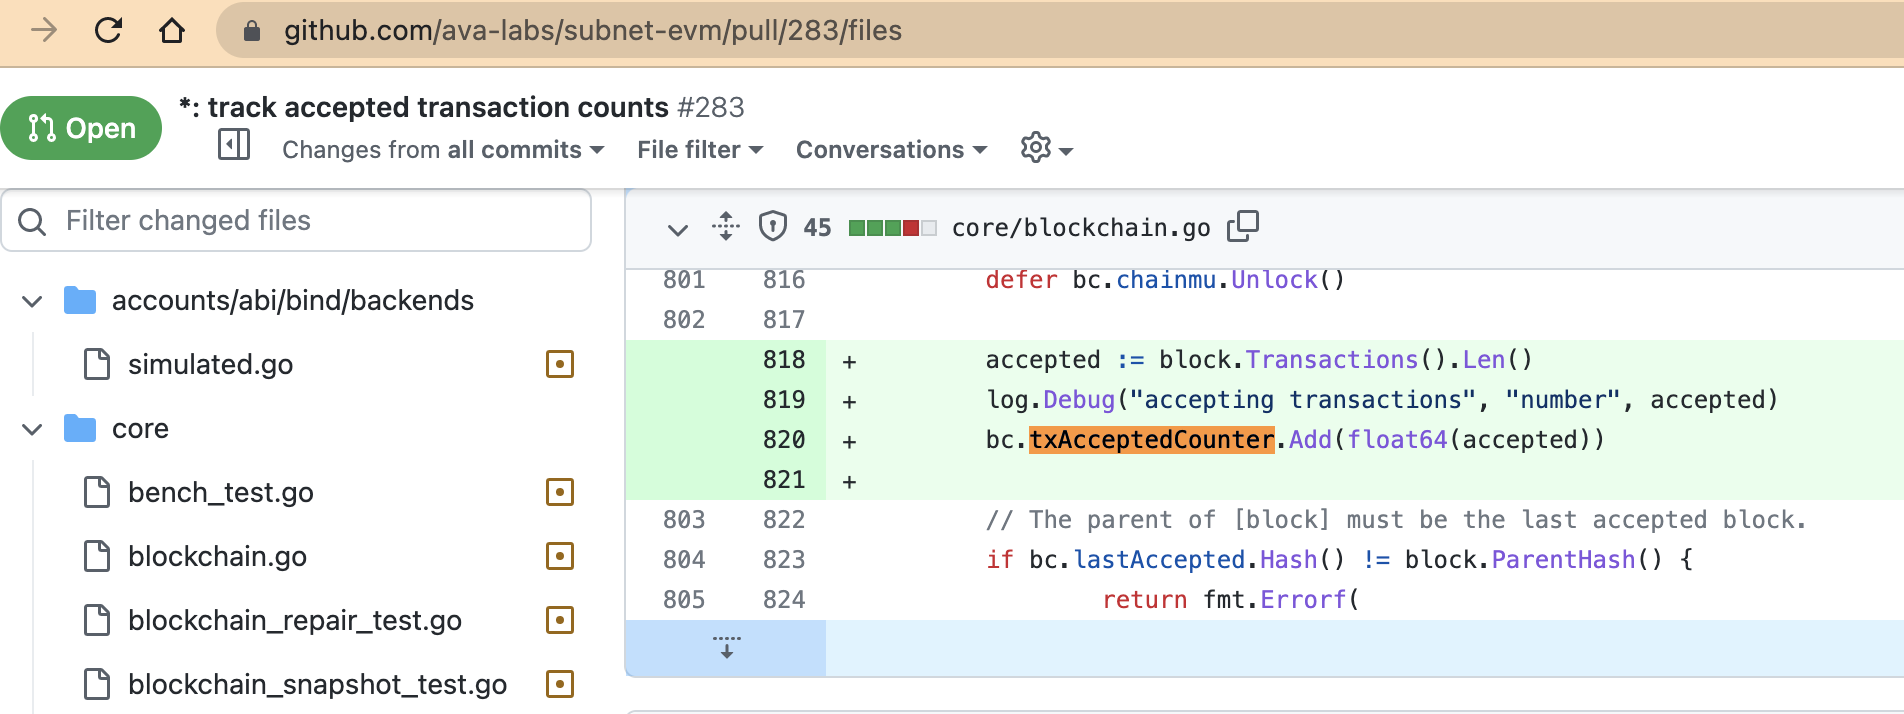 github.com/ava-labs/subnet-evm/pull/283/files
Open
*: track accepted transaction counts #283
Changes from all commits File filter Conversations
Filter changed files
accounts/abi/bind/backends
simulated.go
core
bench_test.go
blockchain.go
blockchain_repair_test.go
blockchain_snapshot_test.go
45 core/blockchain.go
801 816 defer bc.chainmu.Unlock()
802 817
818 + accepted := block.Transactions().Len()
819 + log.Debug("accepting transactions", "number", accepted)
820 + bc.txAcceptedCounter.Add(float64(accepted))
821 +
803 822 // The parent of [block] must be the last accepted block.
804 823 if bc.lastAccepted.Hash() != block.ParentHash() {
805 824 return fmt.Errorf(